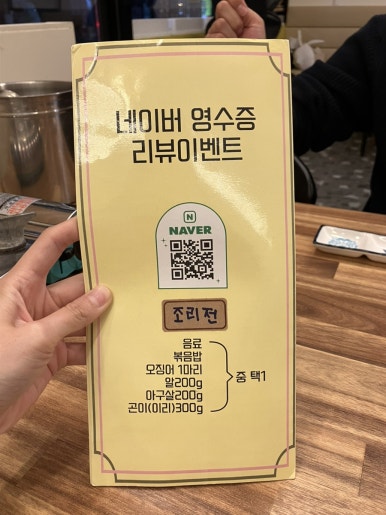 네이버 영수증
리뷰이벤트
N
NAVER
조리전
음료
볶음밥
오징어 1마리
알200g
아구살200g
곤이(이리)300g
중 택1